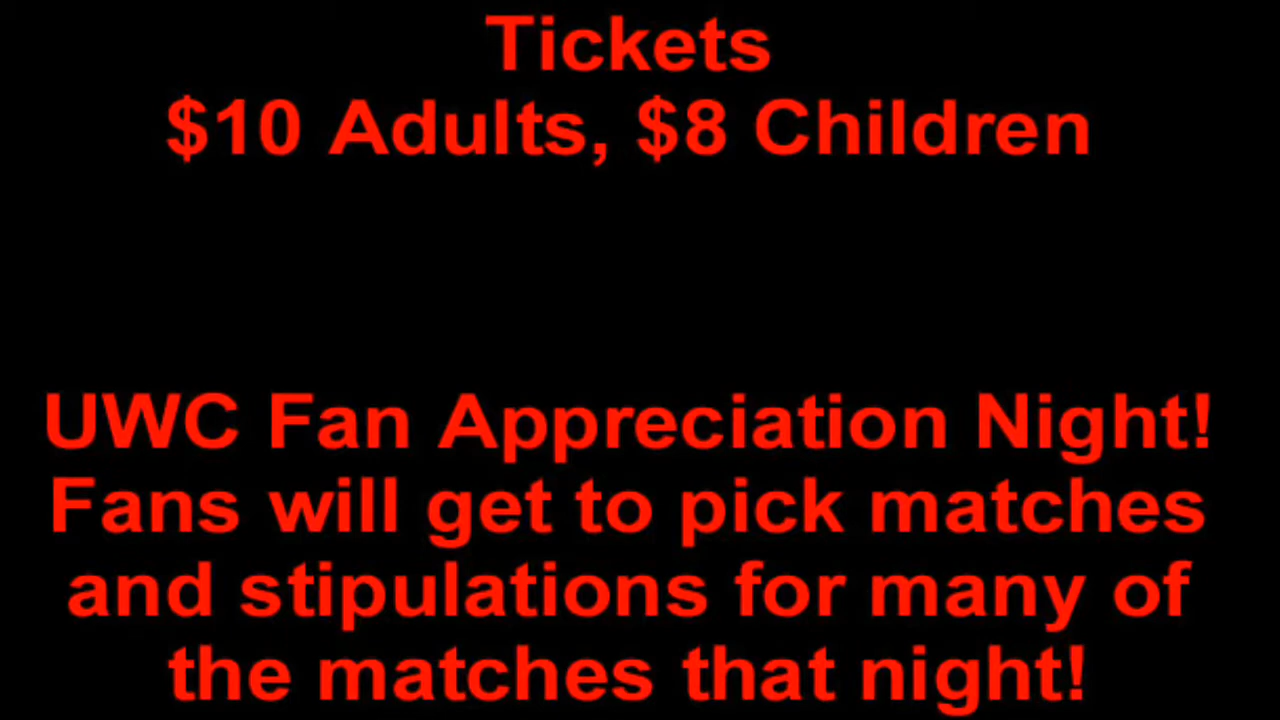 Tickets
$10 Adults, $8 Children
UWC Fan Appreciation Night!
Fans will get to pick matches
and stipulations for many of
the matches that night!